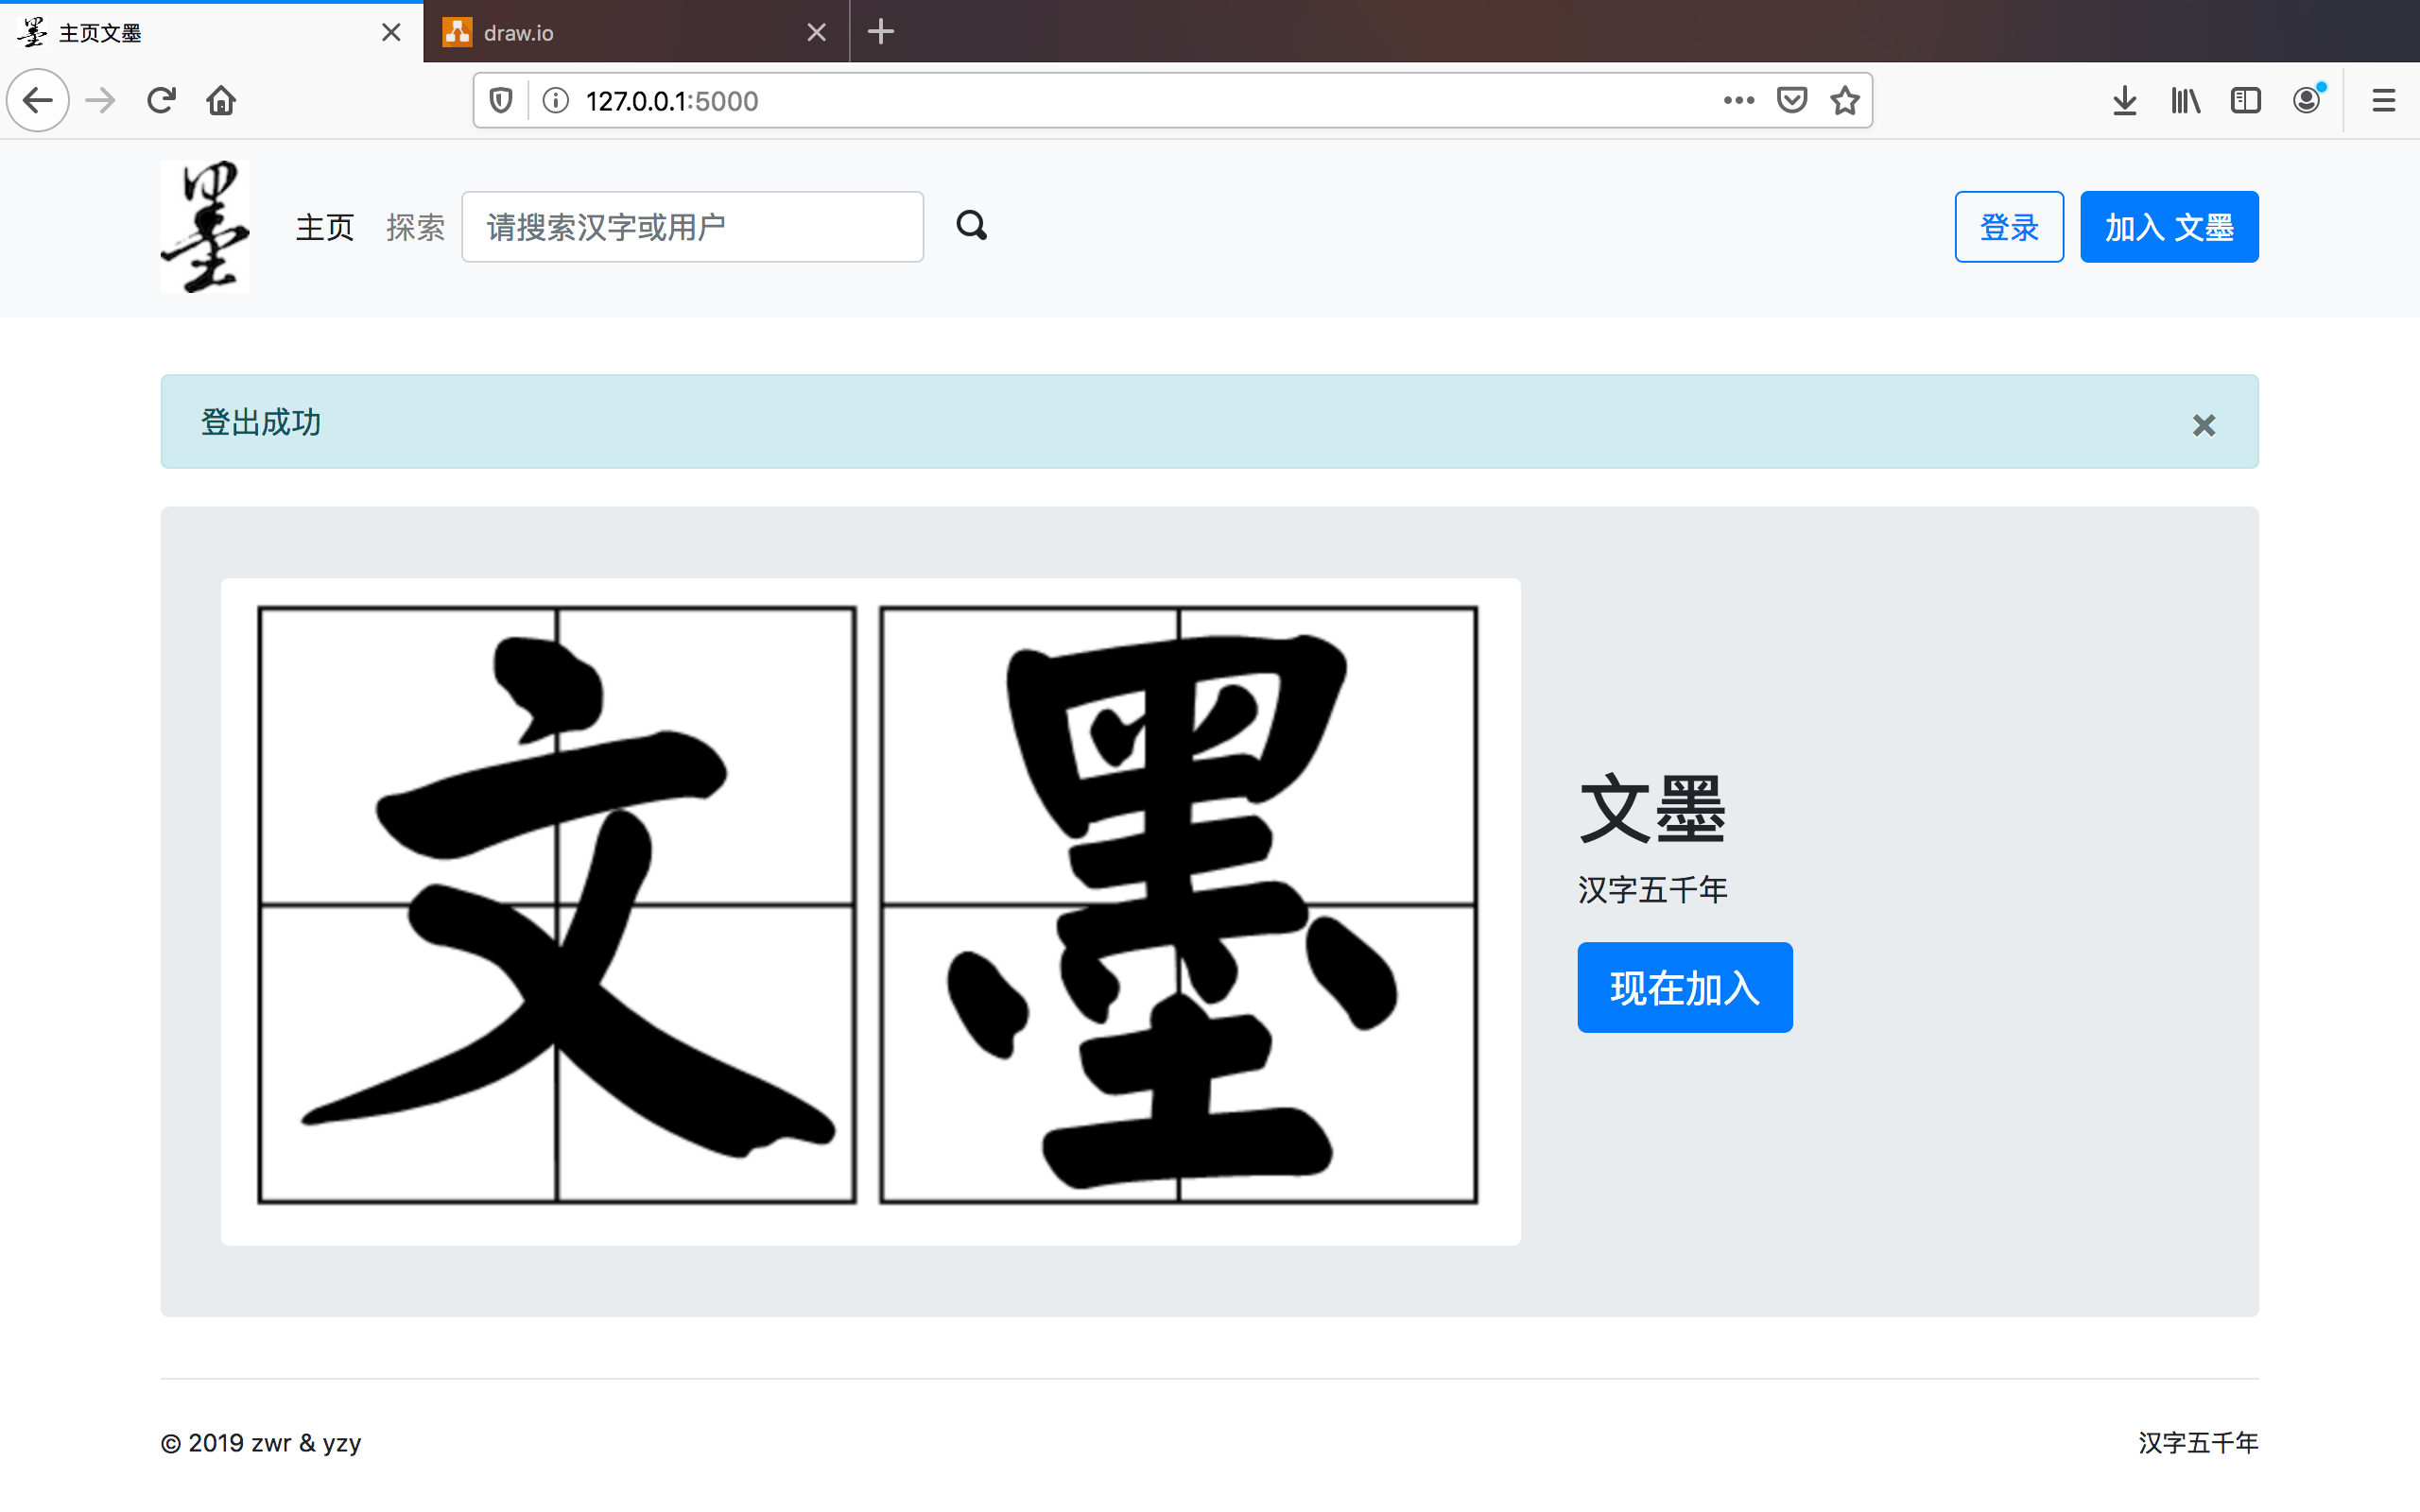 主页文墨
draw.io
127.0.0.1:5000
墨
主页 探索 请搜索汉字或用户
登录 加入 文墨
登出成功
文墨
文墨
汉字五千年
现在加入
© 2019 zwr & yzy
汉字五千年